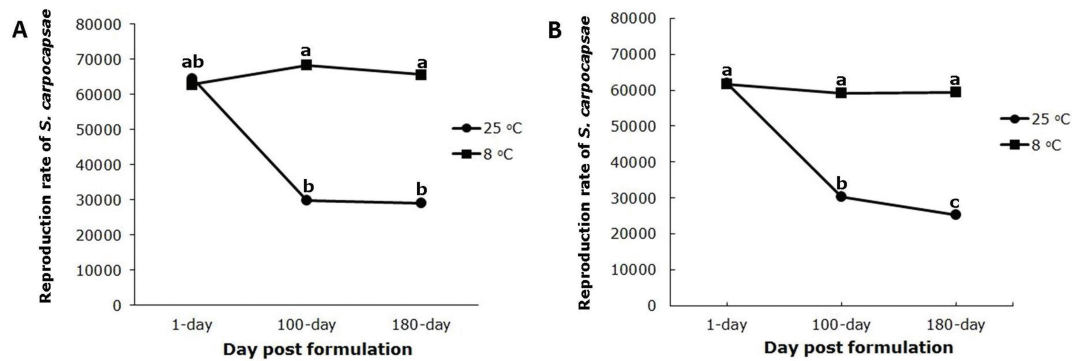 A
Reproduction rate of S. carpocapsae
80000
70000
60000
50000
40000
30000
20000
10000
0
ab
a
a
b
b
25 °C
8 °C
1-day
100-day
180-day
Day post formulation
B
Reproduction rate of S. carpocapsae
80000
70000
60000
50000
40000
30000
20000
10000
0
a
a
a
b
c
25 °C
8 °C
1-day
100-day
180-day
Day post formulation